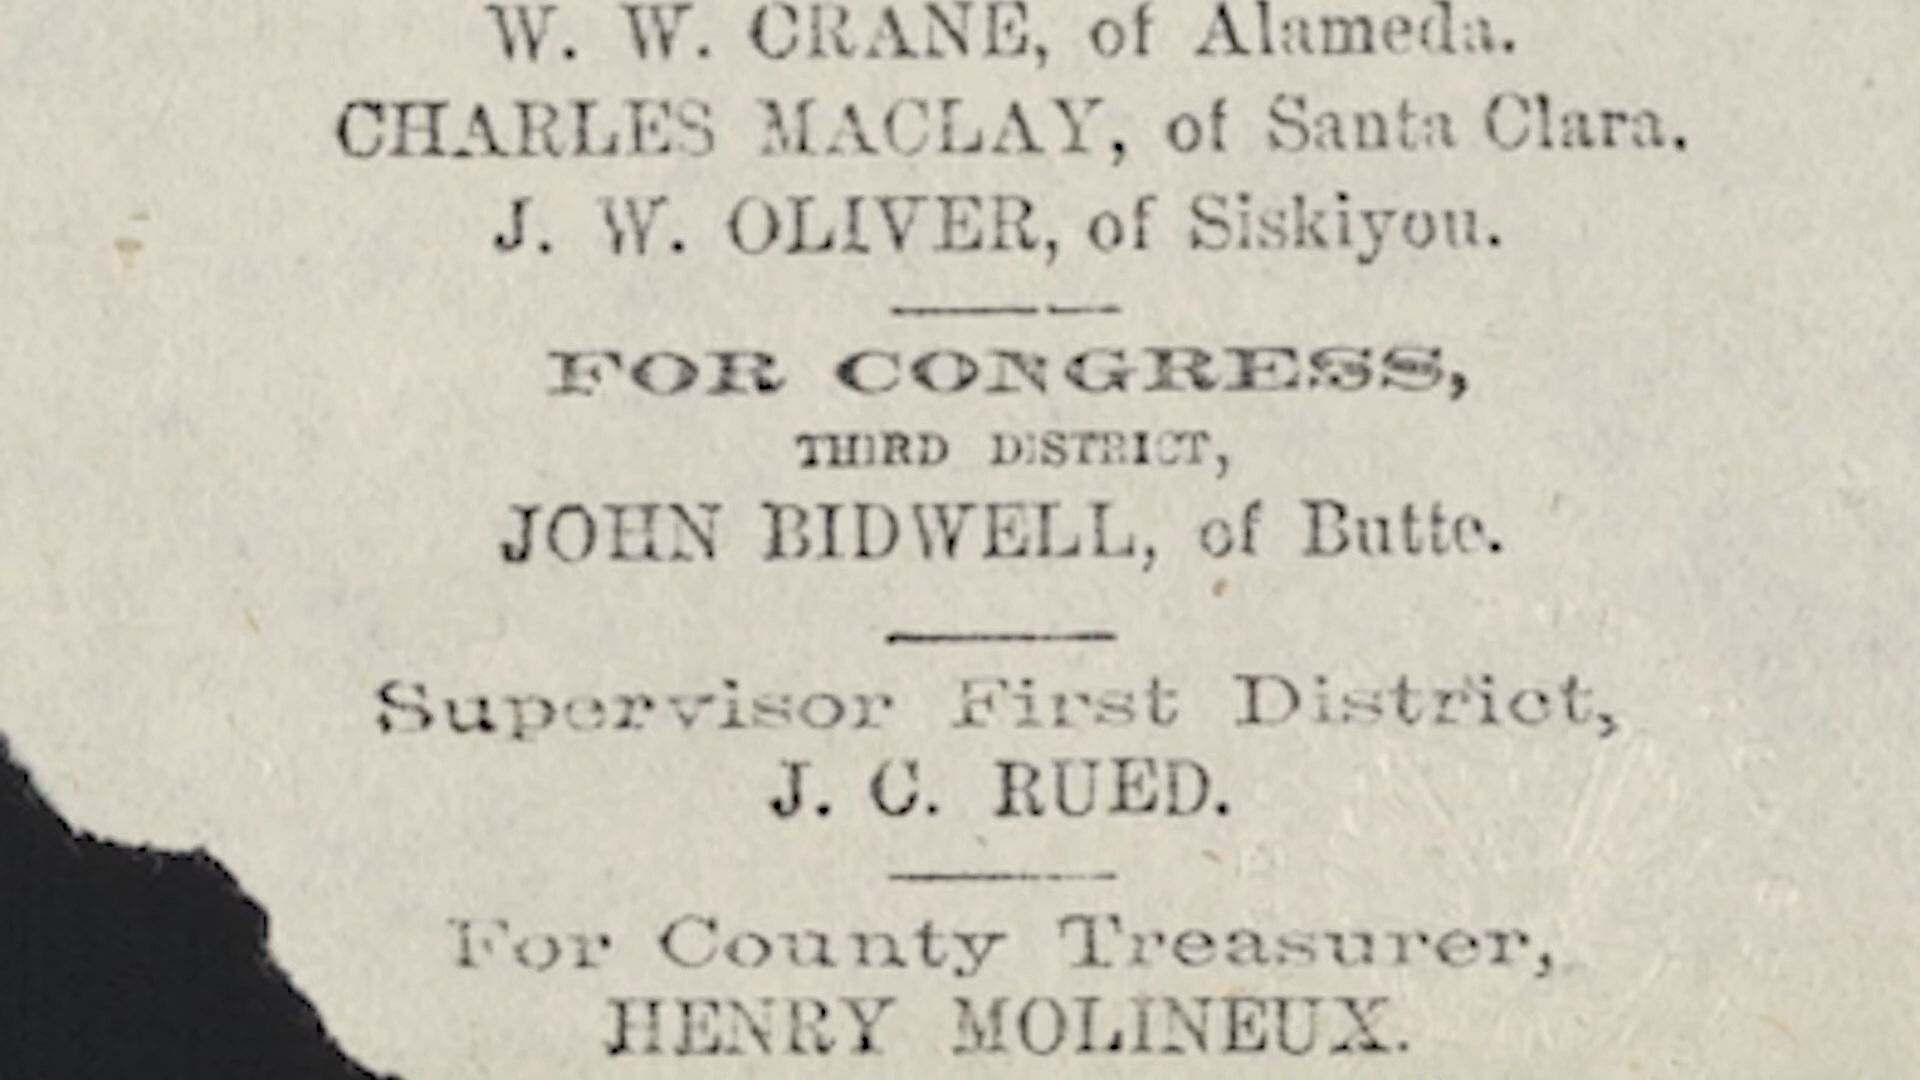 W. W. CRANE, of Alameda.
CHARLES MACLAY, of Santa Clara.
J. W. OLIVER, of Siskiyou.
FOR CONGRESS,
THIRD DISTRICT,
JOHN BIDWELL, of Butte.
Supervisor First District,
J. C. RUED.
For County Treasurer,
HENRY MOLINEUX.